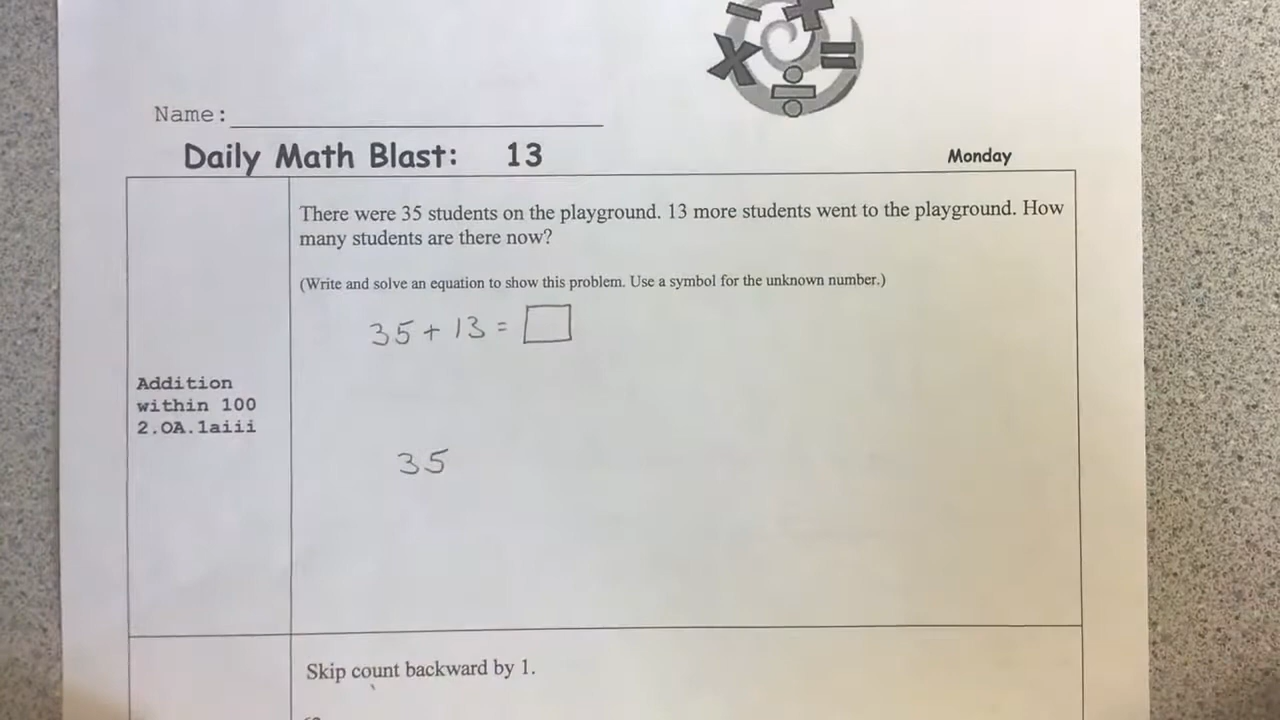 Name:
Daily Math Blast: 13
Monday
There were 35 students on the playground. 13 more students went to the playground. How
many students are there now?
(Write and solve an equation to show this problem. Use a symbol for the unknown number.)
35 + 13 =
Addition
within 100
2.OA.1aiii
35
Skip count backward by 1.